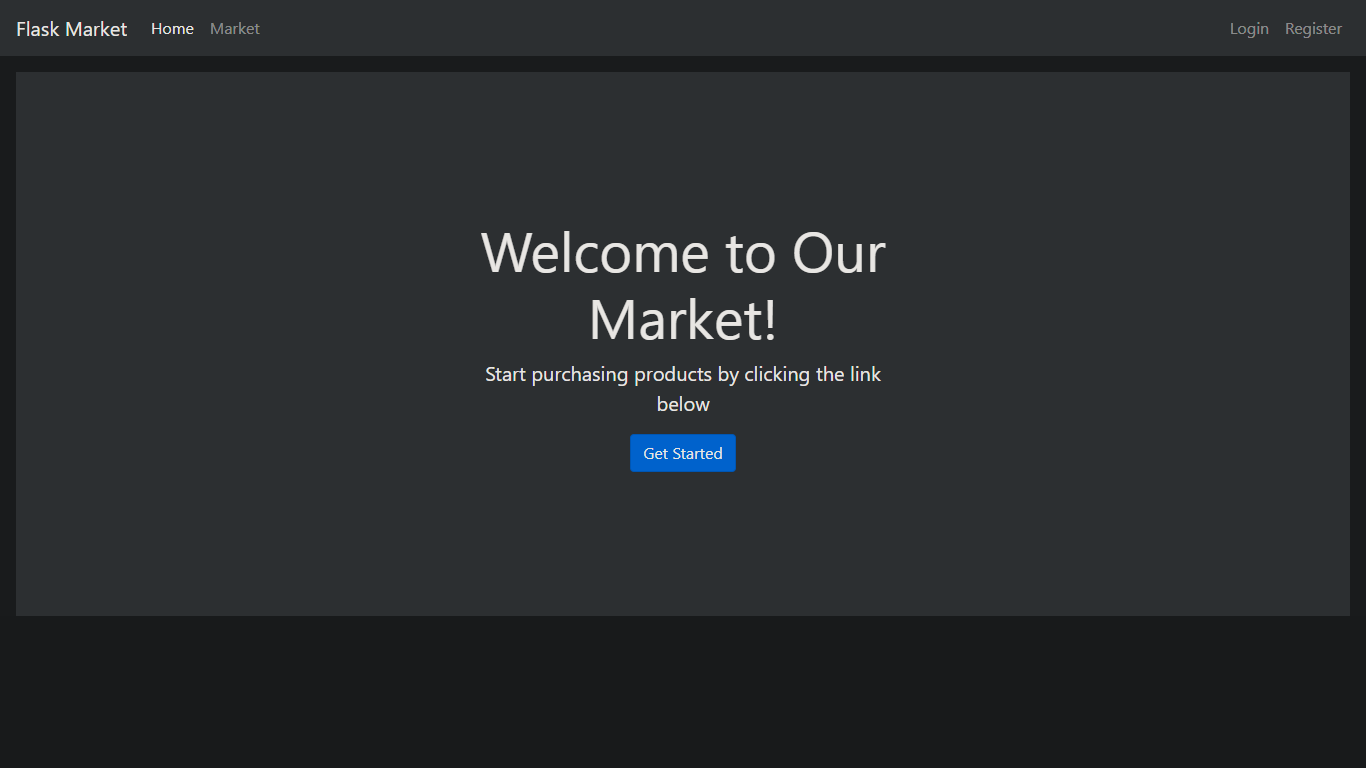 Flask Market Home Market Login Register
Welcome to Our
Market!
Start purchasing products by clicking the link
below
Get Started